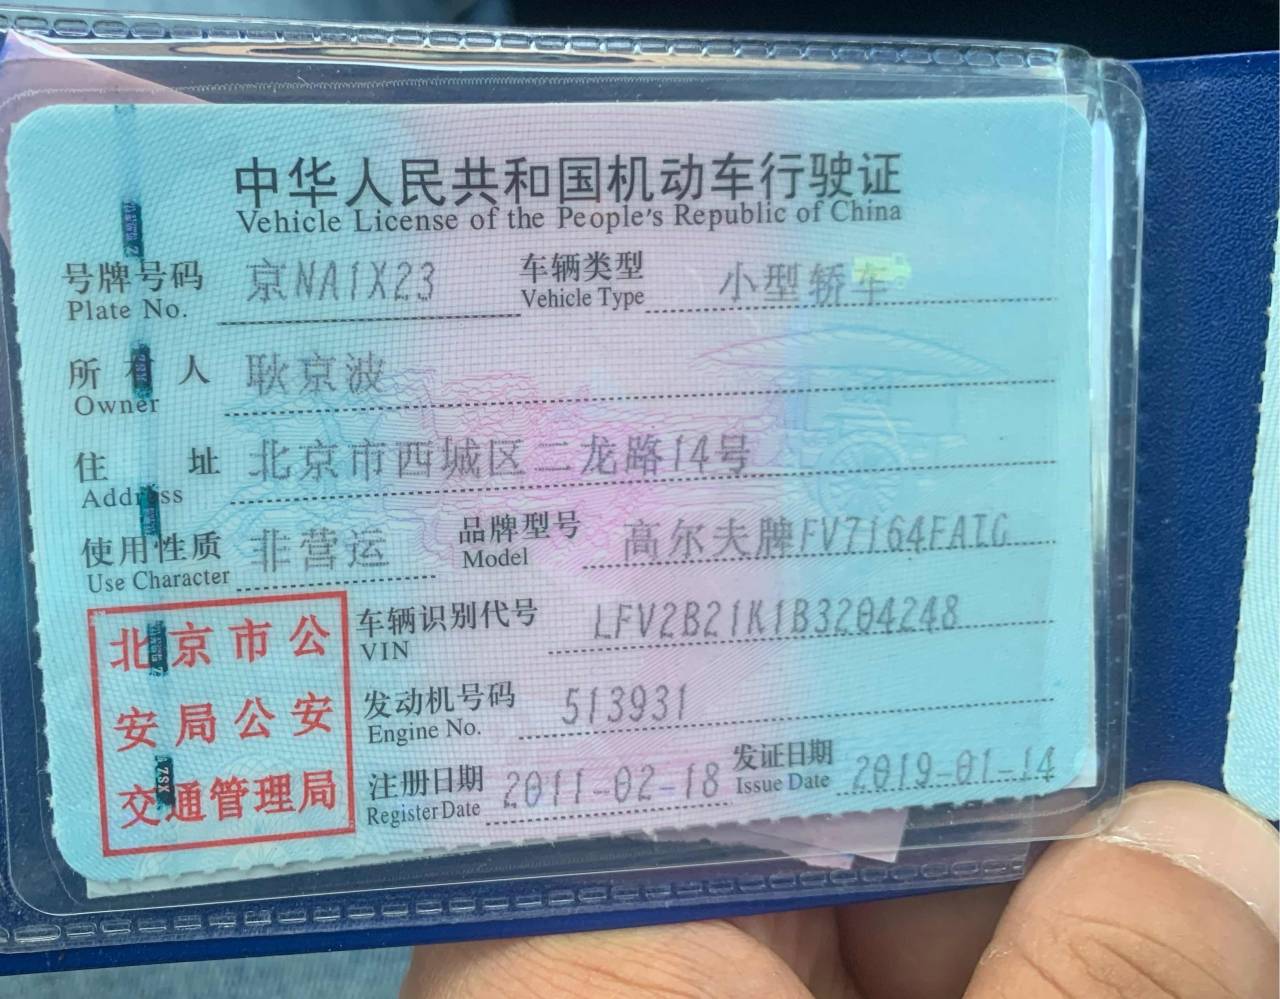 中华人民共和国机动车行驶证
Vehicle License of the People's Republic of China
号牌号码 京NA1X23 车辆类型 小型轿车
Plate No. Vehicle Type
所有人 耿京波
Owner
住址 北京市西城区二龙路14号
Address
使用性质 非营运 品牌型号 高尔夫牌FV7164FATG
Use Character Model
车辆识别代号 LFV2B21K1B3204248
VIN
发动机号码 513931
Engine No.
注册日期 2011-02-18 发证日期 2019-01-14
Register Date Issue Date
北京市公
安局公安
交通管理局